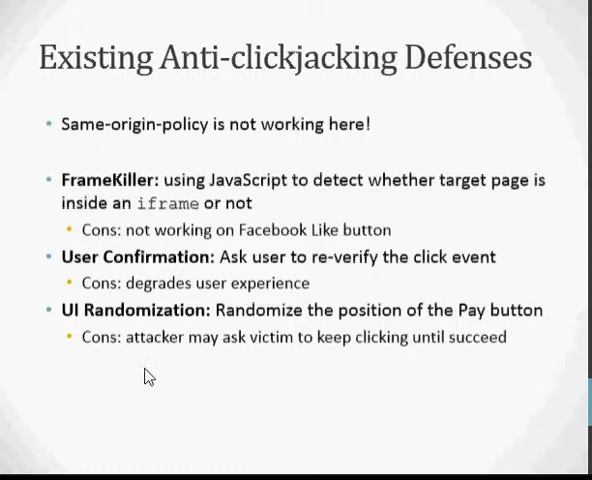 Existing Anti-clickjacking Defenses
• Same-origin-policy is not working here!
• FrameKiller: using JavaScript to detect whether target page is
inside an iframe or not
• Cons: not working on Facebook Like button
• User Confirmation: Ask user to re-verify the click event
• Cons: degrades user experience
• UI Randomization: Randomize the position of the Pay button
• Cons: attacker may ask victim to keep clicking until succeed